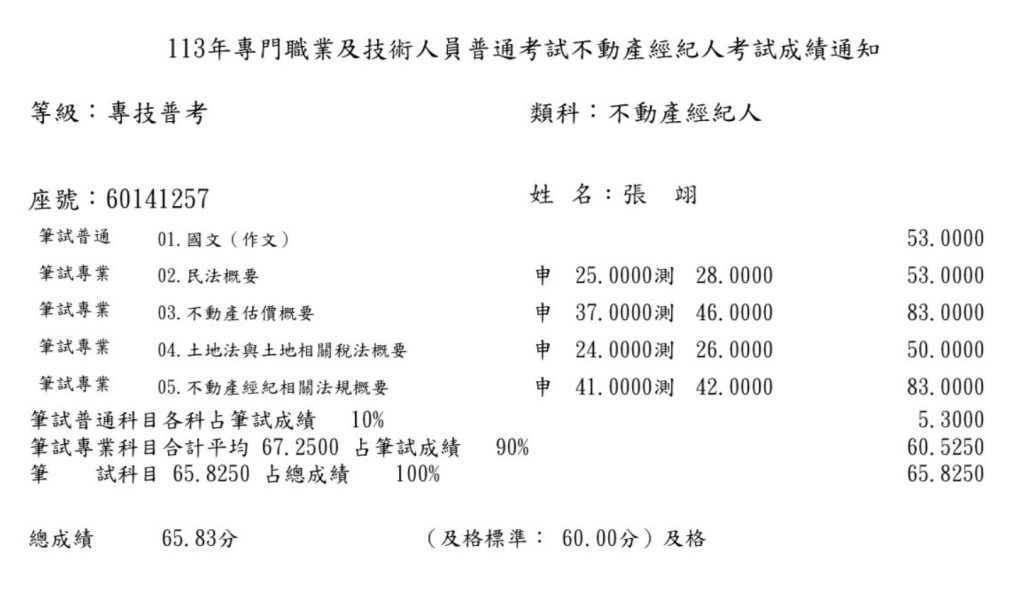 113年專門職業及技術人員普通考試不動產經紀人考試成績通知
等級：專技普考　類科：不動產經紀人
座號：60141257　姓 名：張　翊
筆試普通　01.國文（作文）　53.0000
筆試專業　02.民法概要　申　25.0000測　28.0000　53.0000
筆試專業　03.不動產估價概要　申　37.0000測　46.0000　83.0000
筆試專業　04.土地法與土地相關稅法概要　申　24.0000測　26.0000　50.0000
筆試專業　05.不動產經紀相關法規概要　申　41.0000測　42.0000　83.0000
筆試普通科目各科占筆試成績　10%　5.3000
筆試專業科目合計平均 67.2500 占筆試成績　90%　60.5250
筆　　試科目 65.8250 占總成績　100%　65.8250
總成績　65.83分　（及格標準： 60.00分）及格